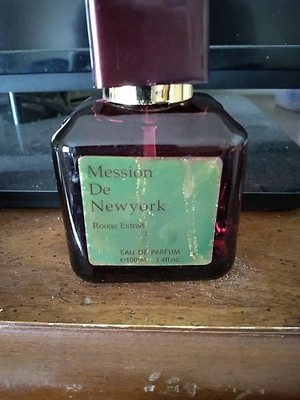 Mession
De
Newyork
Rouge Extrait
EAU DE PARFUM
e100ml. 3.4fl.oz.